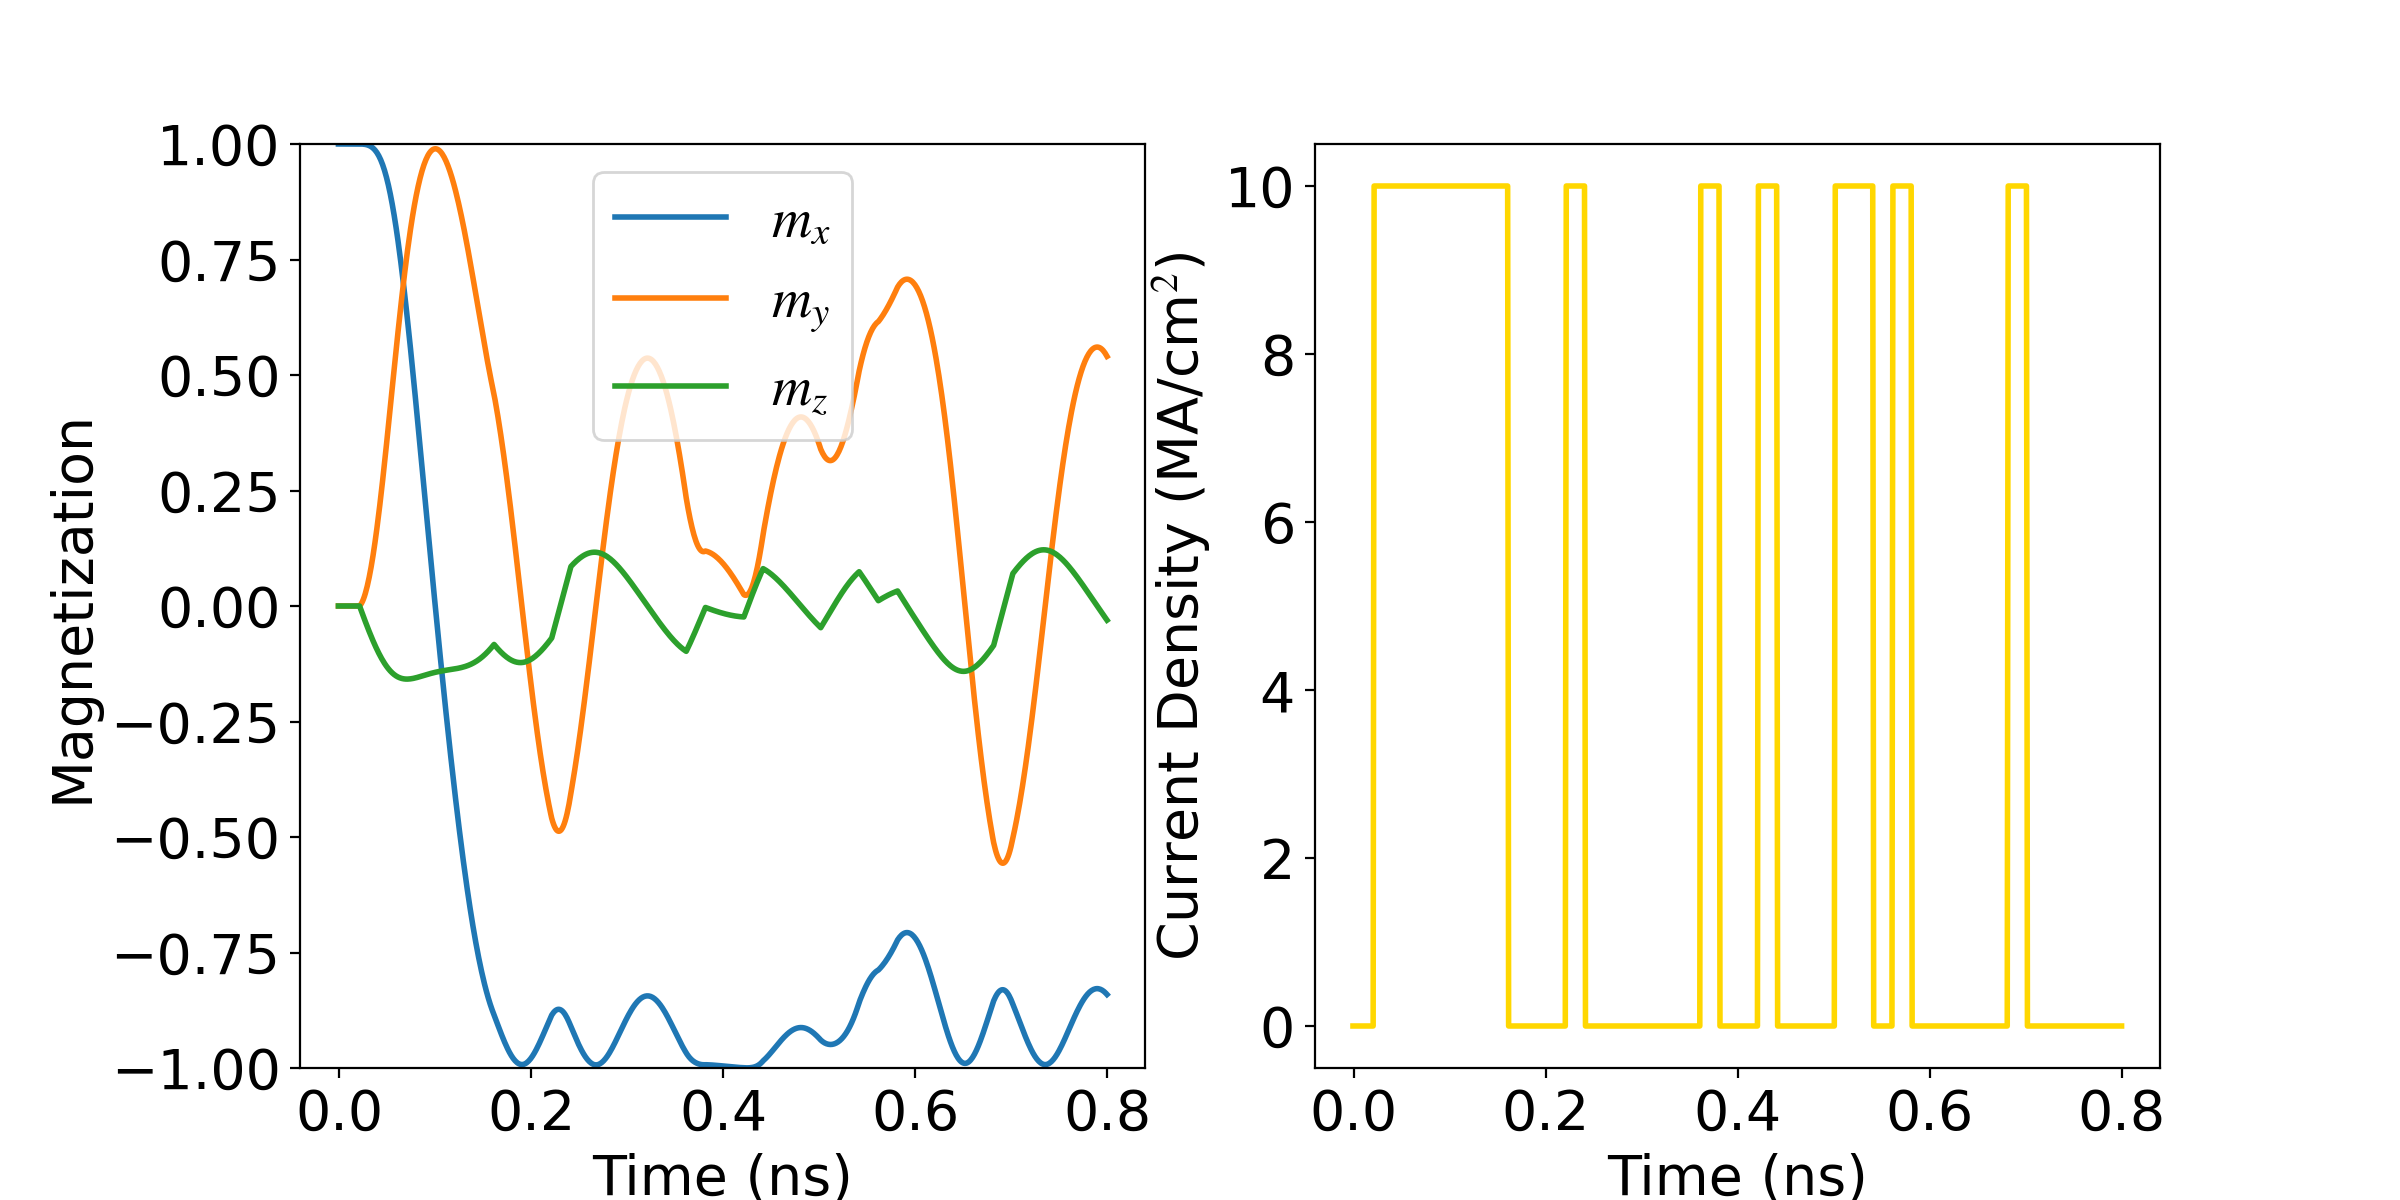 1.00
0.75
0.50
0.25
0.00
−0.25
−0.50
−0.75
−1.00
Magnetization
m_x
m_y
m_z
0.0 0.2 0.4 0.6 0.8
Time (ns)
10
8
6
4
2
0
Current Density (MA/cm²)
0.0 0.2 0.4 0.6 0.8
Time (ns)